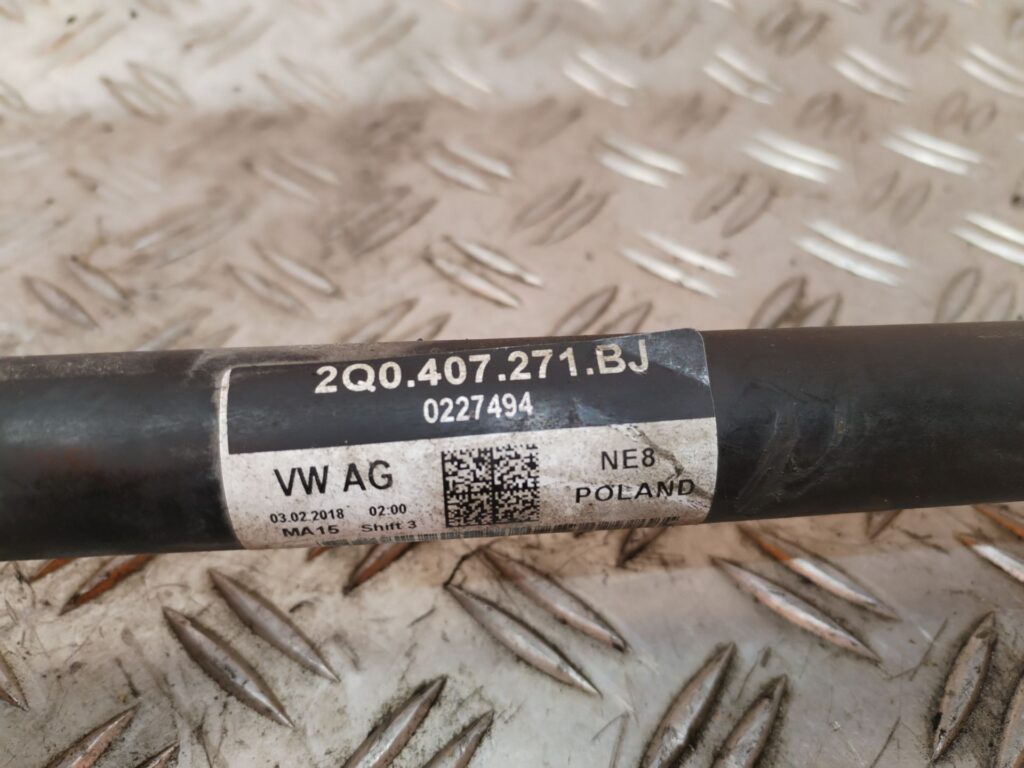 2Q0.407.271.BJ
0227494
VW AG
NE8
POLAND
03.02.2018 02:00
MA15 Shift 3